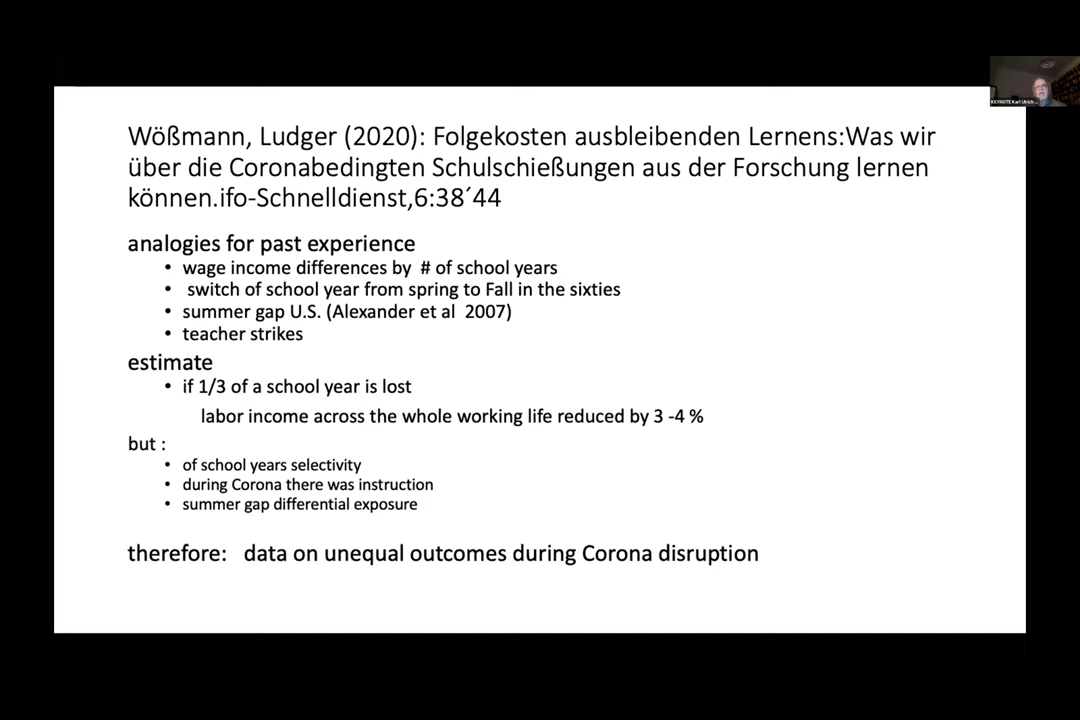 Wößmann, Ludger (2020): Folgekosten ausbleibenden Lernens:Was wir
über die Coronabedingten Schulschießungen aus der Forschung lernen
können.ifo-Schnelldienst,6:38´44
analogies for past experience
• wage income differences by # of school years
• switch of school year from spring to Fall in the sixties
• summer gap U.S. (Alexander et al 2007)
• teacher strikes
estimate
• if 1/3 of a school year is lost
labor income across the whole working life reduced by 3 -4 %
but :
• of school years selectivity
• during Corona there was instruction
• summer gap differential exposure
therefore: data on unequal outcomes during Corona disruption
KEYNOTE Karl Ulrich ...